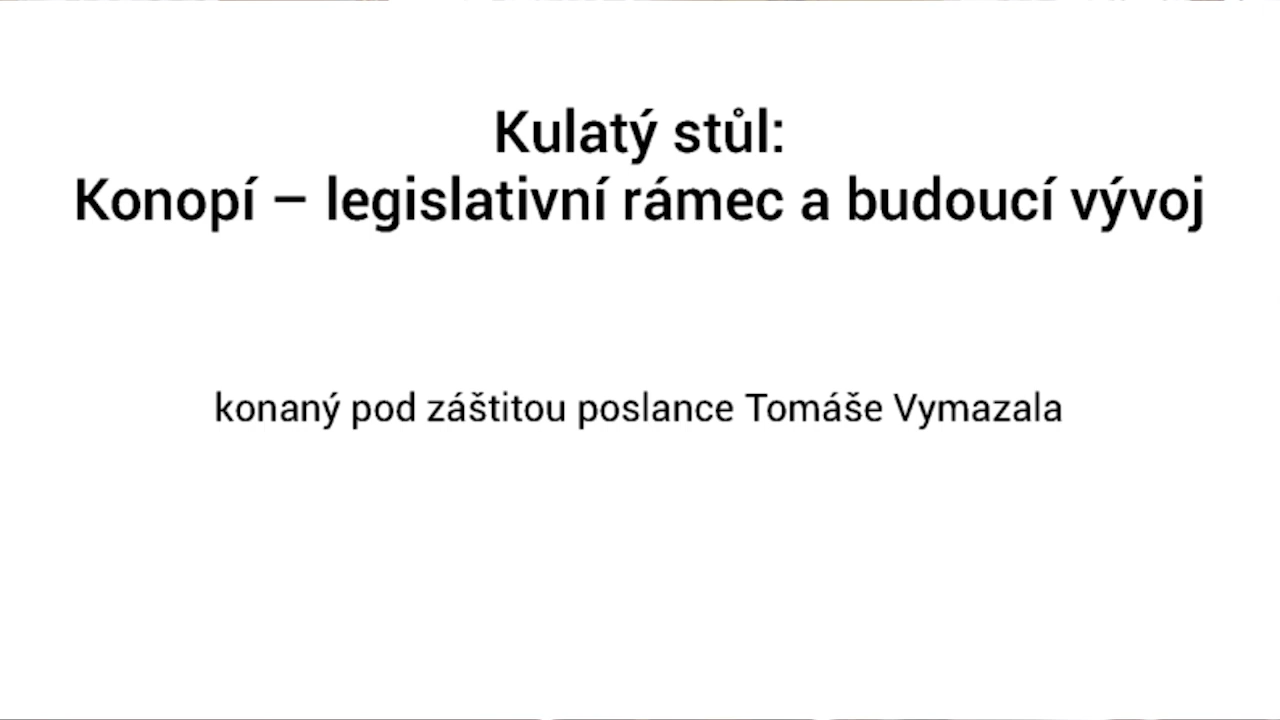 Kulatý stůl:
Konopí – legislativní rámec a budoucí vývoj
konaný pod záštitou poslance Tomáše Vymazala